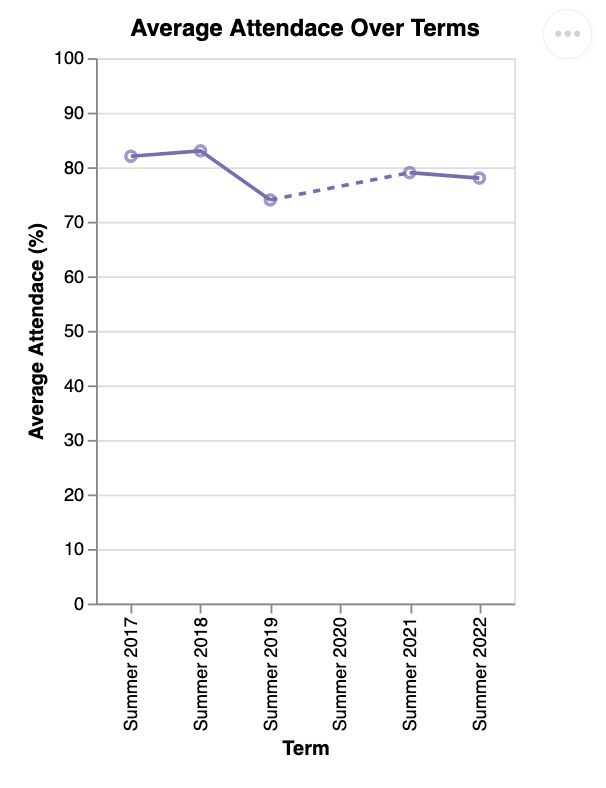 Average Attendace Over Terms
100
90
80
70
60
50
40
30
20
10
0
Average Attendace (%)
Summer 2017
Summer 2018
Summer 2019
Summer 2020
Summer 2021
Summer 2022
Term